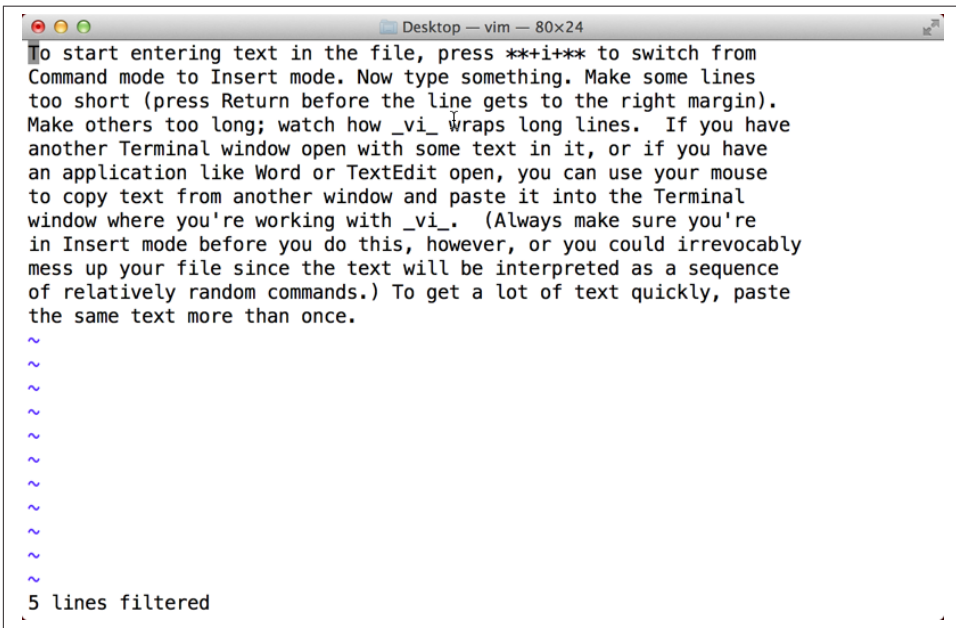 Desktop — vim — 80×24
To start entering text in the file, press **+i+** to switch from
Command mode to Insert mode. Now type something. Make some lines
too short (press Return before the line gets to the right margin).
Make others too long; watch how _vi_ wraps long lines.  If you have
another Terminal window open with some text in it, or if you have
an application like Word or TextEdit open, you can use your mouse
to copy text from another window and paste it into the Terminal
window where you're working with _vi_.  (Always make sure you're
in Insert mode before you do this, however, or you could irrevocably
mess up your file since the text will be interpreted as a sequence
of relatively random commands.) To get a lot of text quickly, paste
the same text more than once.
~
~
~
~
~
~
~
~
~
~
~
5 lines filtered